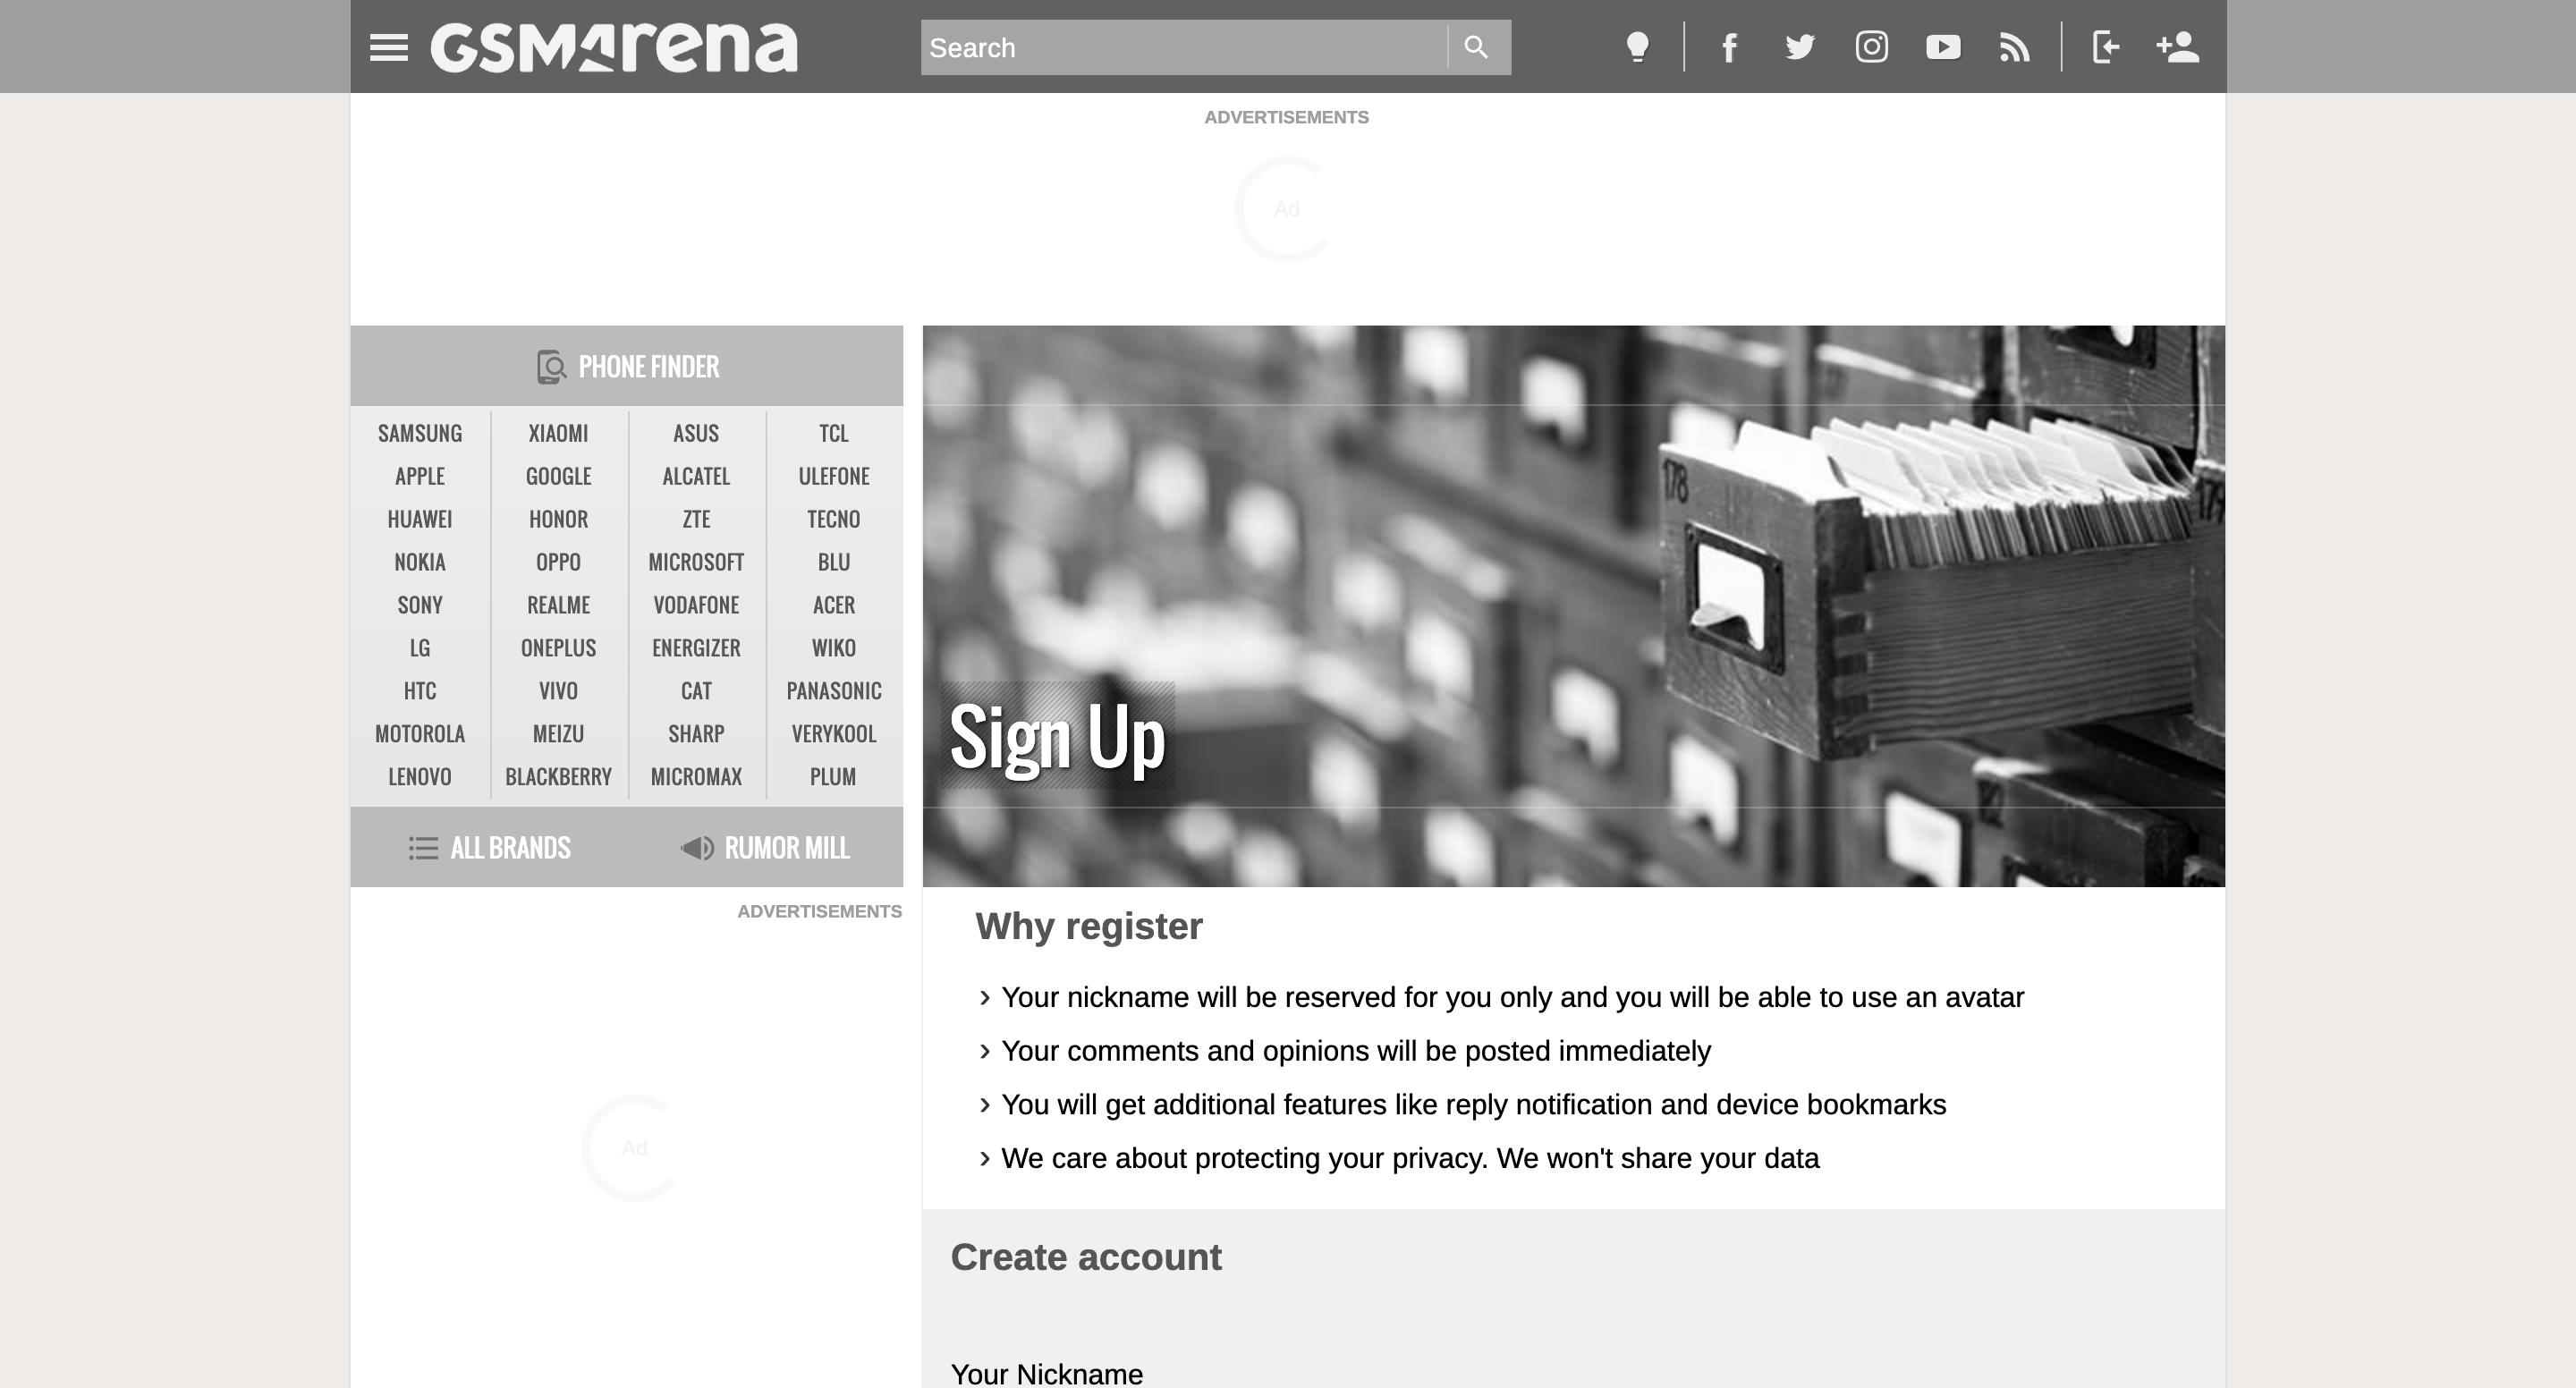 GSMArena
Search
ADVERTISEMENTS
Ad
PHONE FINDER
SAMSUNG XIAOMI ASUS TCL
APPLE GOOGLE ALCATEL ULEFONE
HUAWEI HONOR ZTE TECNO
NOKIA OPPO MICROSOFT BLU
SONY REALME VODAFONE ACER
LG ONEPLUS ENERGIZER WIKO
HTC VIVO CAT PANASONIC
MOTOROLA MEIZU SHARP VERYKOOL
LENOVO BLACKBERRY MICROMAX PLUM
ALL BRANDS RUMOR MILL
ADVERTISEMENTS
Ad
178
Sign Up
Why register
Your nickname will be reserved for you only and you will be able to use an avatar
Your comments and opinions will be posted immediately
You will get additional features like reply notification and device bookmarks
We care about protecting your privacy. We won't share your data
Create account
Your Nickname